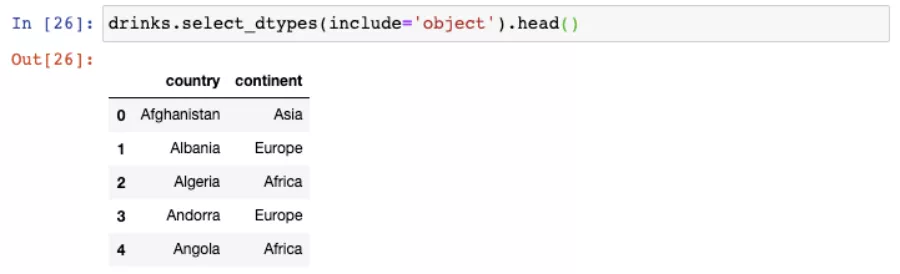 In [26]: drinks.select_dtypes(include='object').head()
Out[26]:
country continent
0 Afghanistan Asia
1 Albania Europe
2 Algeria Africa
3 Andorra Europe
4 Angola Africa